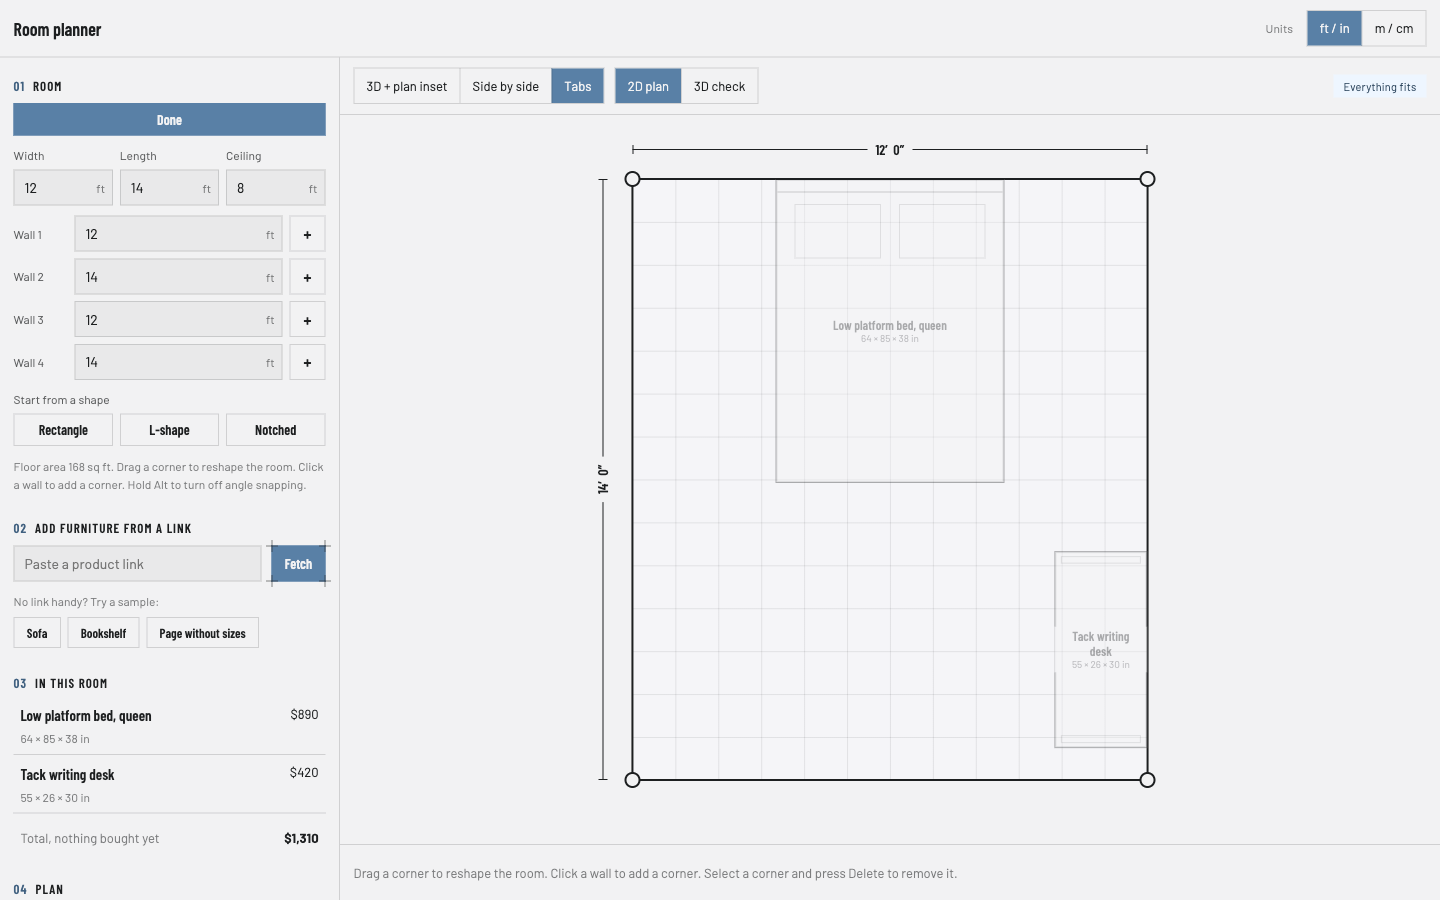 Room planner
Units
ft / in
m / cm
01 ROOM
Done
Width
Length
Ceiling
12 ft
14 ft
8 ft
Wall 1
12 ft
+
Wall 2
14 ft
+
Wall 3
12 ft
+
Wall 4
14 ft
+
Start from a shape
Rectangle
L-shape
Notched
Floor area 168 sq ft. Drag a corner to reshape the room. Click
a wall to add a corner. Hold Alt to turn off angle snapping.
02 ADD FURNITURE FROM A LINK
Paste a product link
Fetch
No link handy? Try a sample:
Sofa
Bookshelf
Page without sizes
03 IN THIS ROOM
Low platform bed, queen
$890
64 × 85 × 38 in
Tack writing desk
$420
55 × 26 × 30 in
Total, nothing bought yet
$1,310
04 PLAN
3D + plan inset
Side by side
Tabs
2D plan
3D check
Everything fits
12′ 0″
14′ 0″
Low platform bed, queen
64 × 85 × 38 in
Tack writing
desk
55 × 26 × 30 in
Drag a corner to reshape the room. Click a wall to add a corner. Select a corner and press Delete to remove it.